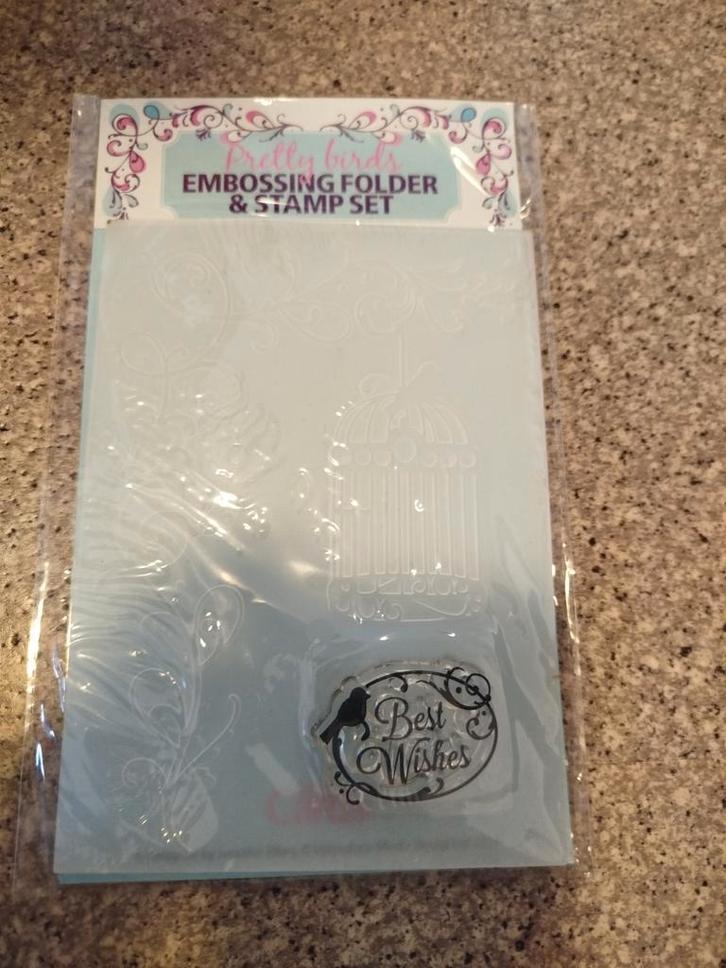 Pretty birds
EMBOSSING FOLDER
& STAMP SET
Best
Wishes